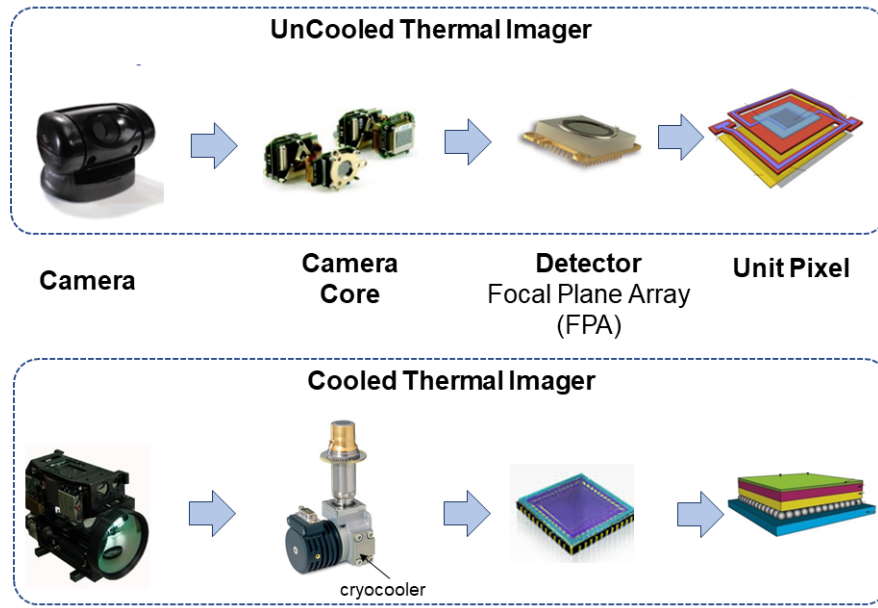 UnCooled Thermal Imager
Camera
Camera
Core
Detector
Focal Plane Array
(FPA)
Unit Pixel
Cooled Thermal Imager
cryocooler